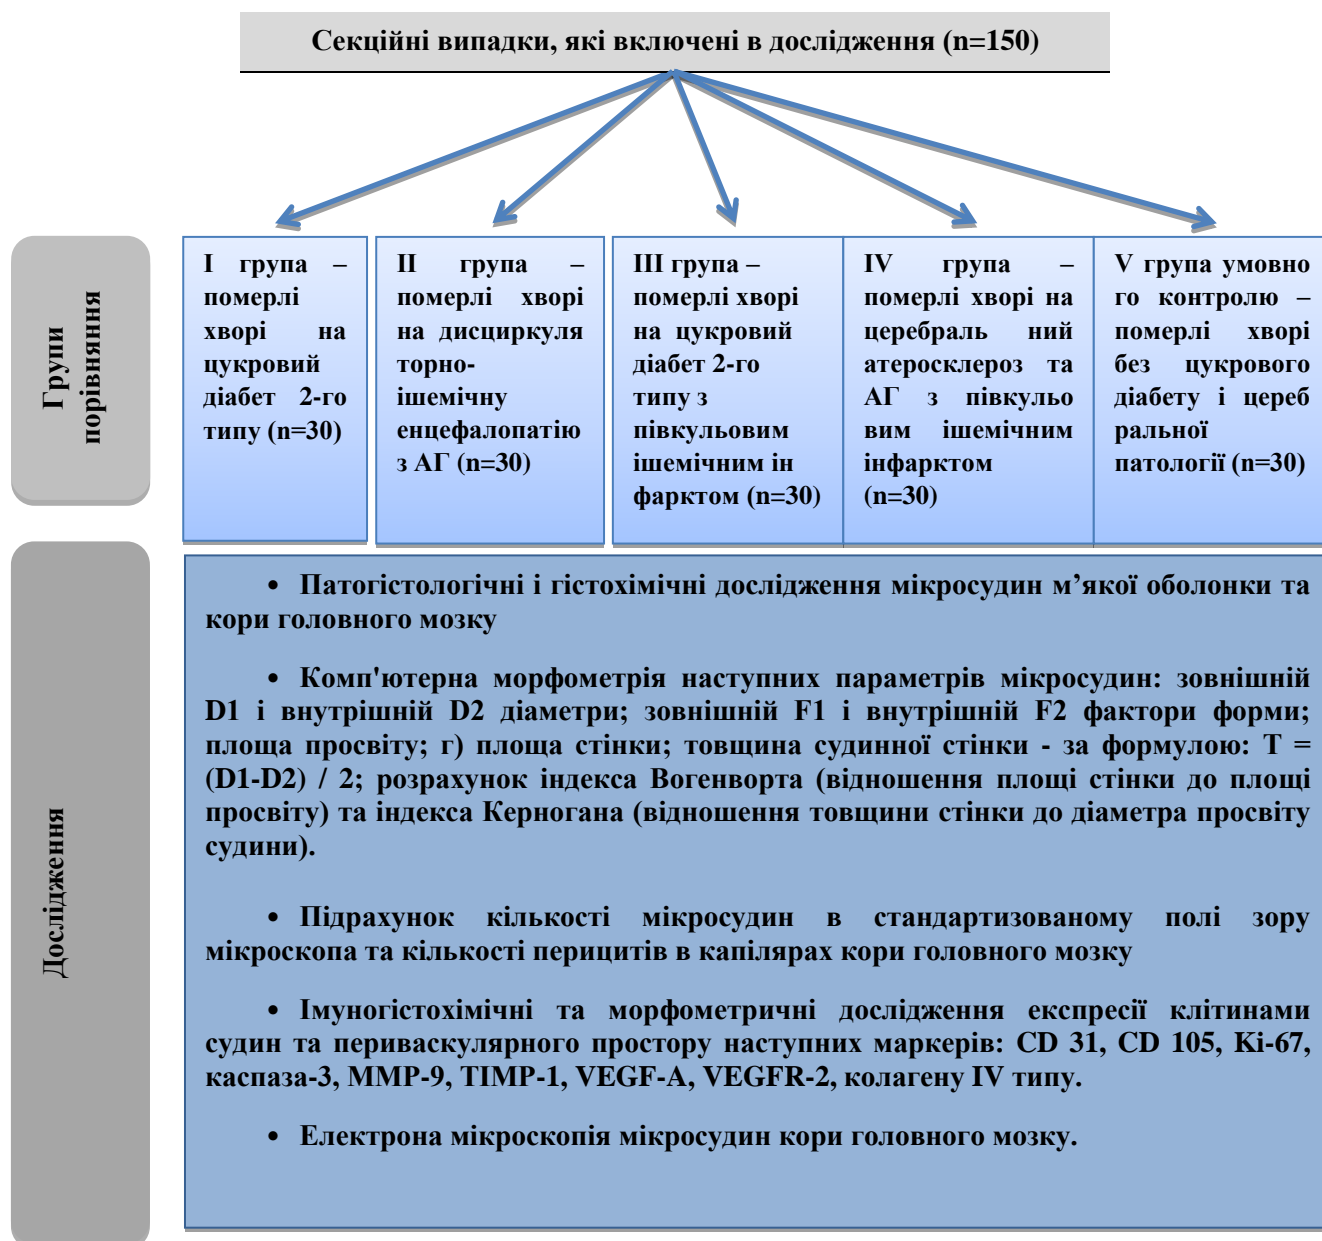 Секційні випадки, які включені в дослідження (n=150)
Групи
порівняння
І група –
померлі
хворі на
цукровий
діабет 2-го
типу (n=30)
ІІ група –
померлі хворі
на дисциркуля
торно-
ішемічну
енцефалопатію
з АГ (n=30)
ІІІ група –
померлі хворі
на цукровий
діабет 2-го
типу з
півкульовим
ішемічним ін
фарктом (n=30)
IV група –
померлі хворі на
церебраль ний
атеросклероз та
АГ з півкульо
вим ішемічним
інфарктом
(n=30)
V група умовно
го контролю –
померлі хворі
без цукрового
діабету і цереб
ральної
патології (n=30)
Дослідження
• Патогістологічні і гістохімічні дослідження мікросудин м’якої оболонки та
кори головного мозку
• Комп'ютерна морфометрія наступних параметрів мікросудин: зовнішній
D1 і внутрішній D2 діаметри; зовнішній F1 і внутрішній F2 фактори форми;
площа просвіту; г) площа стінки; товщина судинної стінки - за формулою: T =
(D1-D2) / 2; розрахунок індекса Вогенворта (відношення площі стінки до площі
просвіту) та індекса Керногана (відношення товщини стінки до діаметра просвіту
судини).
• Підрахунок кількості мікросудин в стандартизованому полі зору
мікроскопа та кількості перицитів в капілярах кори головного мозку
• Імуногістохімічні та морфометричні дослідження експресії клітинами
судин та периваскулярного простору наступних маркерів: CD 31, CD 105, Ki-67,
каспаза-3, MMP-9, TIMP-1, VEGF-A, VEGFR-2, колагену IV типу.
• Електрона мікроскопія мікросудин кори головного мозку.